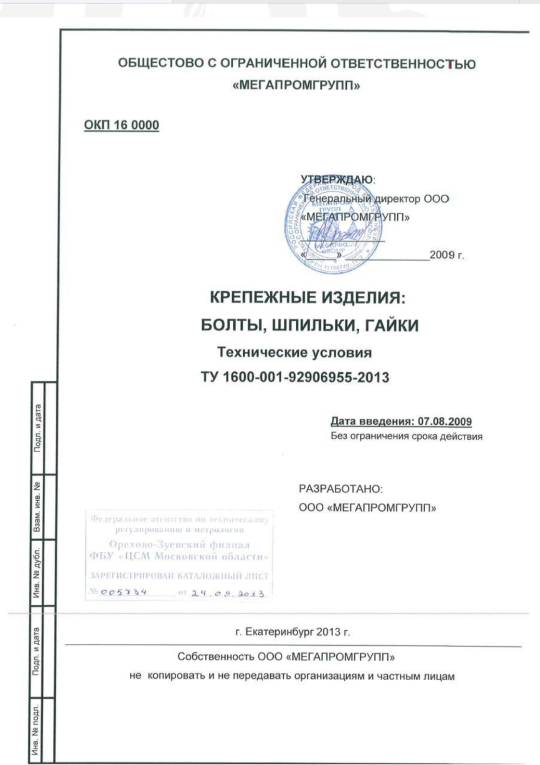 ОБЩЕСТОВО С ОГРАНИЧЕННОЙ ОТВЕТСТВЕННОСТЬЮ
«МЕГАПРОМГРУПП»
ОКП 16 0000
УТВЕРЖДАЮ:
Генеральный директор ООО
«МЕГАПРОМГРУПП»
« » 2009 г.
КРЕПЕЖНЫЕ ИЗДЕЛИЯ:
БОЛТЫ, ШПИЛЬКИ, ГАЙКИ
Технические условия
ТУ 1600-001-92906955-2013
Дата введения: 07.08.2009
Без ограничения срока действия
РАЗРАБОТАНО:
ООО «МЕГАПРОМГРУПП»
Федеральное агентство по техническому
регулированию и метрологии
Орехово-Зуевский филиал
ФБУ «ЦСМ Московской области»
ЗАРЕГИСТРИРОВАН КАТАЛОЖНЫЙ ЛИСТ
№ 005734 от 24.09.2013
Подп. и дата
Взам. инв. №
Инв. № дубл.
Подп. и дата
Инв. № подл.
г. Екатеринбург 2013 г.
Собственность ООО «МЕГАПРОМГРУПП»
не копировать и не передавать организациям и частным лицам